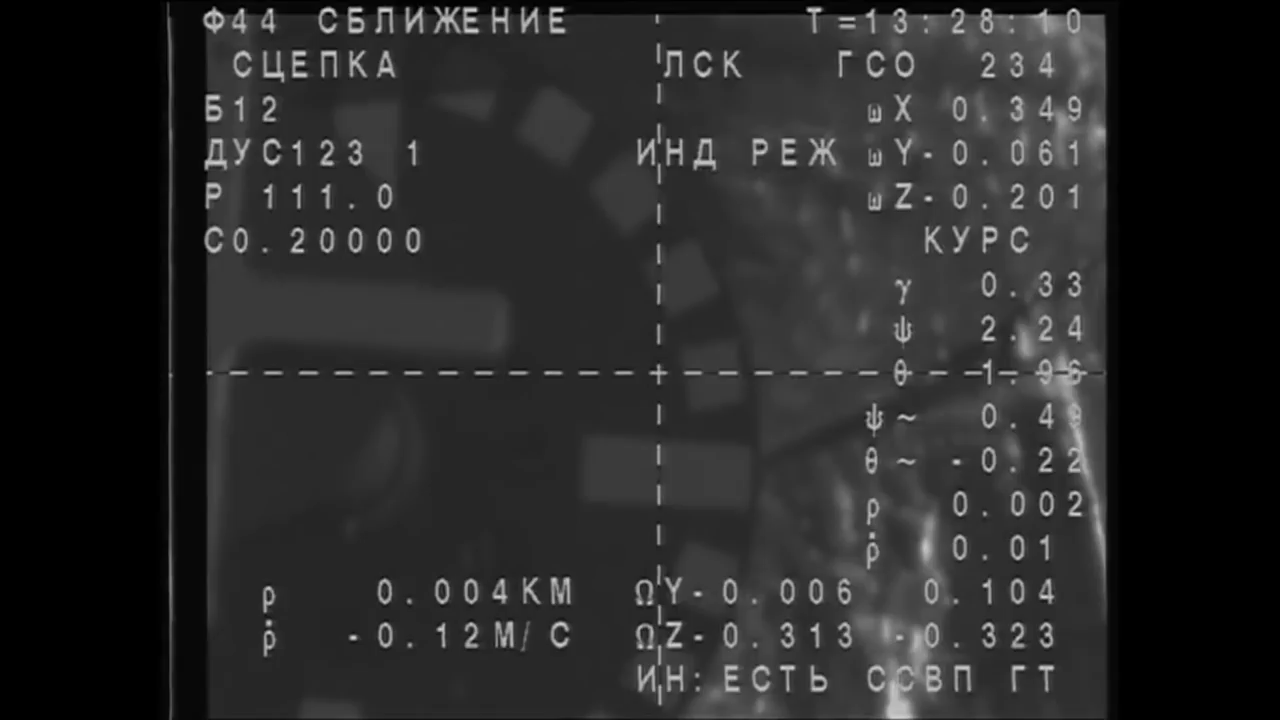 Ф44 СБЛИЖЕНИЕ Т=13:28:10
СЦЕПКА ЛСК ГСО 234
Б12 ωX 0.349
ДУС123 1 ИНД РЕЖ ωY-0.061
Р 111.0 ωZ-0.201
С0.20000 КУРС
γ 0.33
ψ 2.24
θ 1.96
ψ~ 0.43
θ~ -0.22
ρ 0.002
ρ̇ 0.01
ρ 0.004КМ ΩY-0.006 0.104
ρ̇ -0.12М/С ΩZ-0.313 -0.323
ИН: ЕСТЬ ССВП ГТ